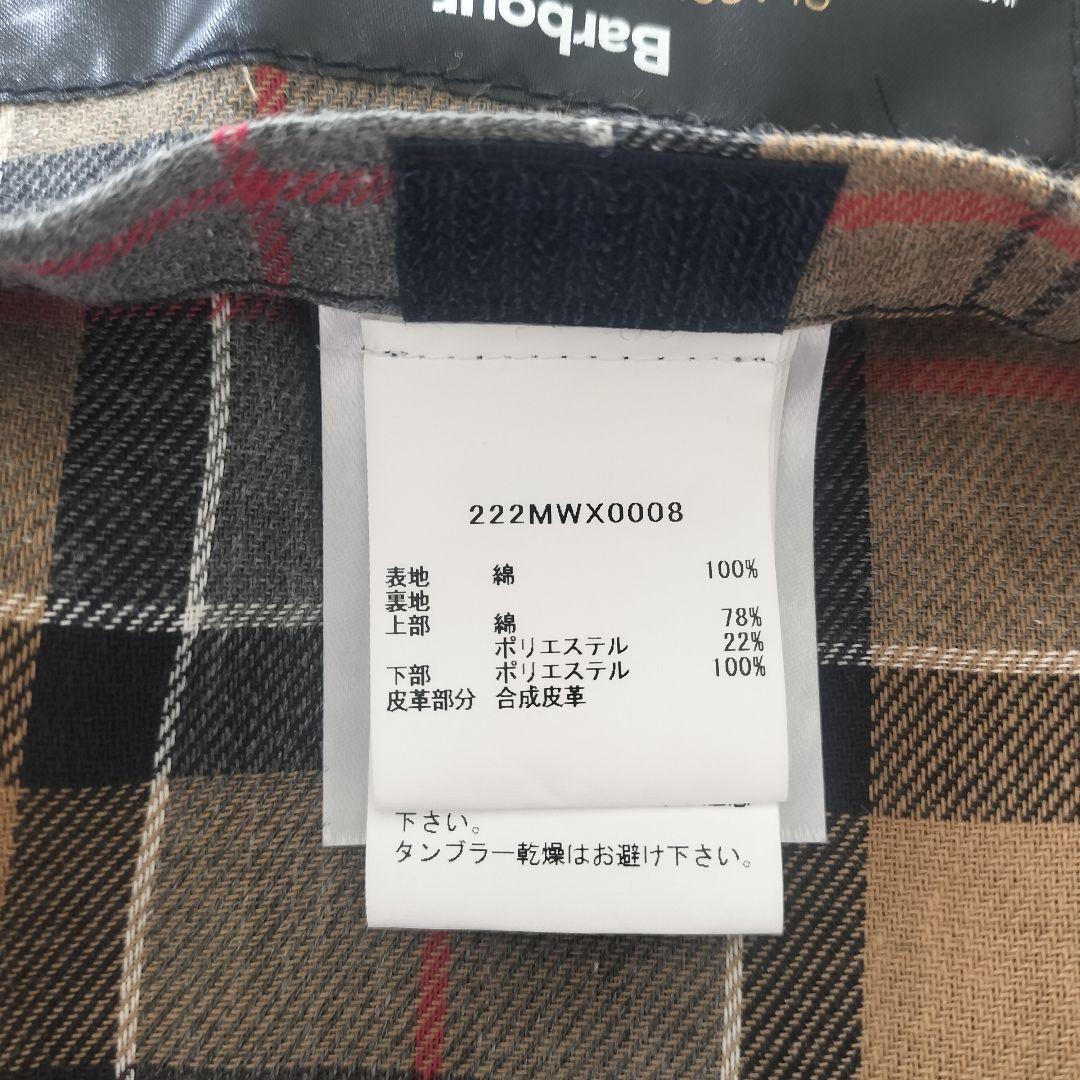 Barbour
222MWX0008
表地 綿 100%
裏地
上部 綿 78%
ポリエステル 22%
下部 ポリエステル 100%
皮革部分 合成皮革
下さい。
タンブラー乾燥はお避け下さい。